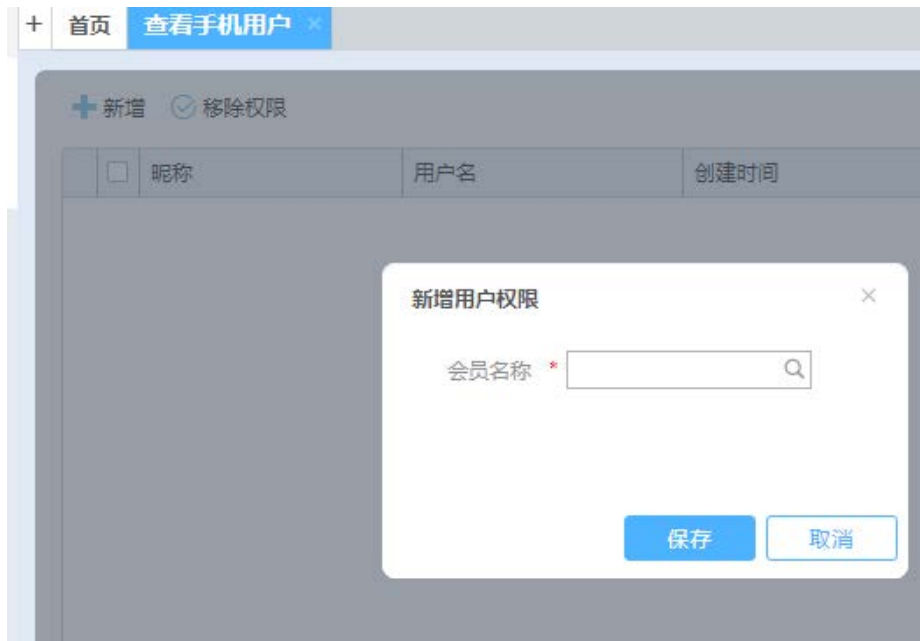 + 首页 查看手机用户 ×
新增 移除权限
昵称 用户名 创建时间
新增用户权限 ×
会员名称 *
保存 取消